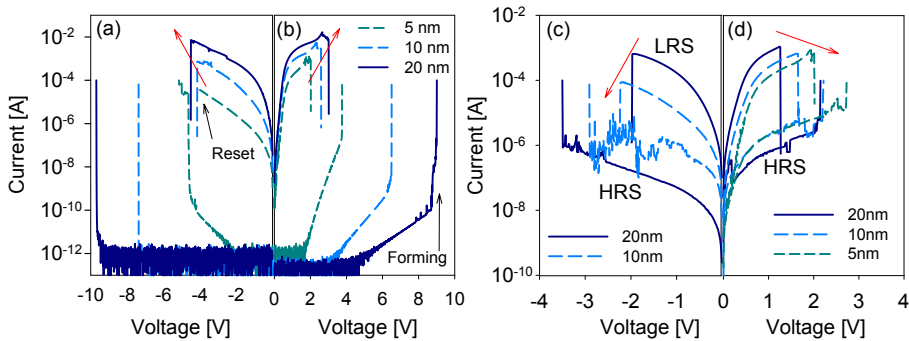 (a)
(b)
5 nm
10 nm
20 nm
Reset
Forming
Current [A]
10⁻²
10⁻⁴
10⁻⁶
10⁻⁸
10⁻¹⁰
10⁻¹²
-10 -8 -6 -4 -2 0 2 4 6 8 10
Voltage [V] Voltage [V]
(c)
(d)
LRS
HRS
HRS
20nm
10nm
20nm
10nm
5nm
Current [A]
10⁻²
10⁻⁴
10⁻⁶
10⁻⁸
10⁻¹⁰
-4 -3 -2 -1 0 1 2 3 4
Voltage [V] Voltage [V]